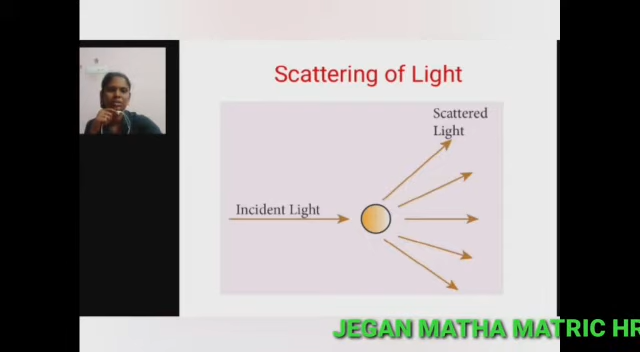 Scattering of Light
Scattered
Light
Incident Light
JEGAN MATHA MATRIC HR